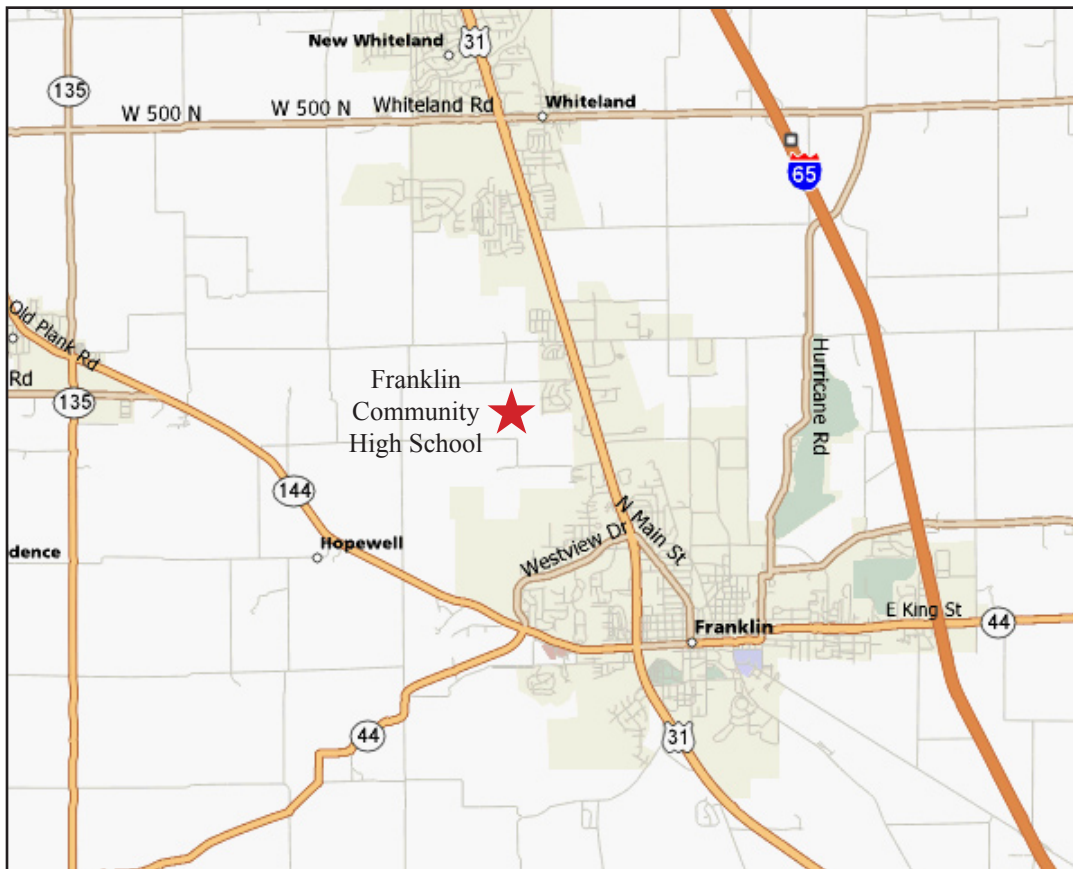 New Whiteland
31
135
W 500 N
W 500 N
Whiteland Rd
Whiteland
65
Old Plank Rd
Rd
135
Franklin
Community
High School
Hurricane Rd
144
N Main St
Westview Dr
Hopewell
dence
E King St
44
Franklin
44
31